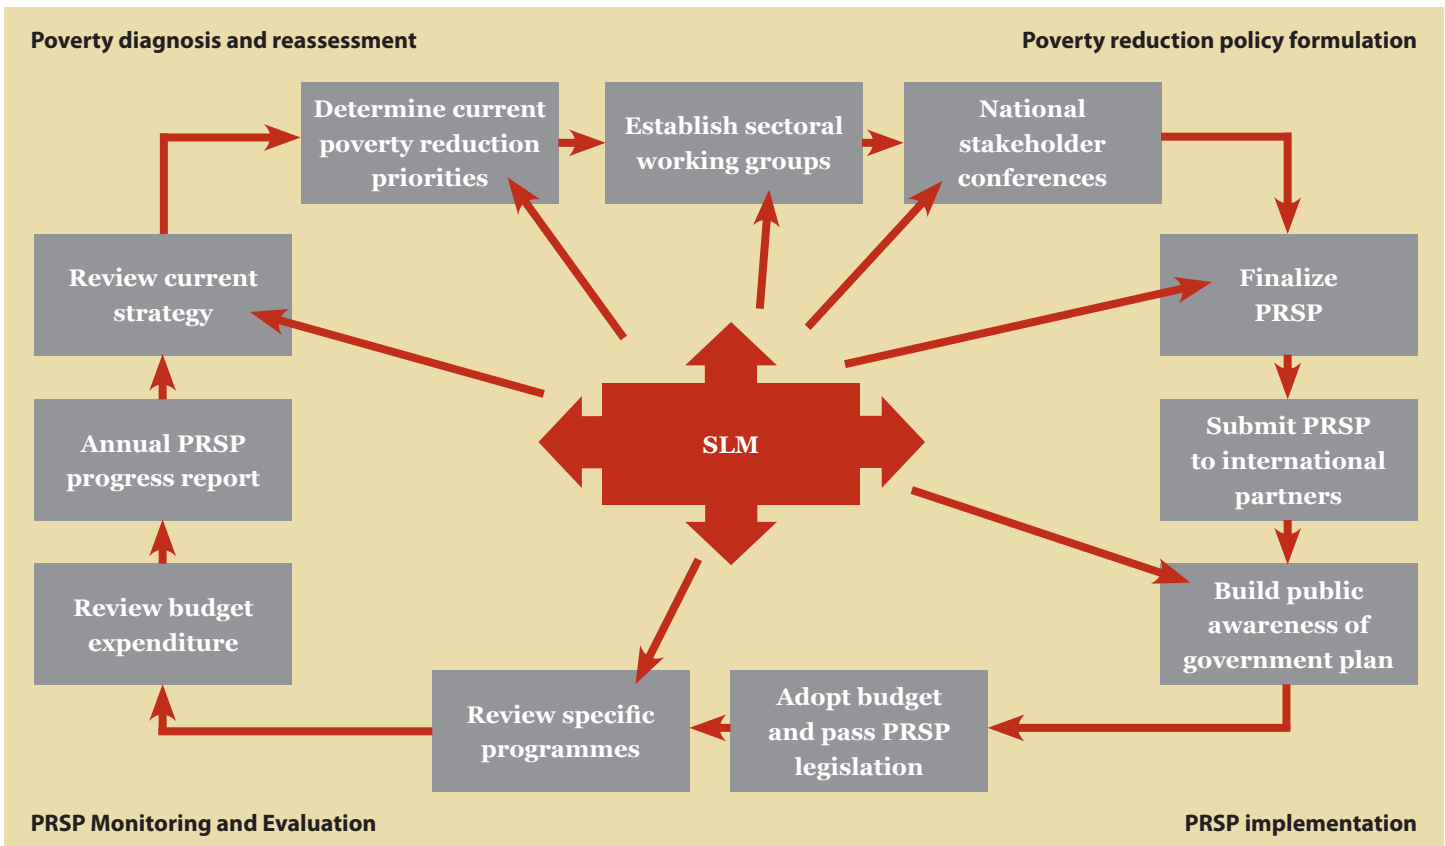 Poverty diagnosis and reassessment
Poverty reduction policy formulation
Determine current
poverty reduction
priorities
Establish sectoral
working groups
National
stakeholder
conferences
Review current
strategy
Finalize
PRSP
Annual PRSP
progress report
SLM
Submit PRSP
to international
partners
Review budget
expenditure
Build public
awareness of
government plan
Review specific
programmes
Adopt budget
and pass PRSP
legislation
PRSP Monitoring and Evaluation
PRSP implementation